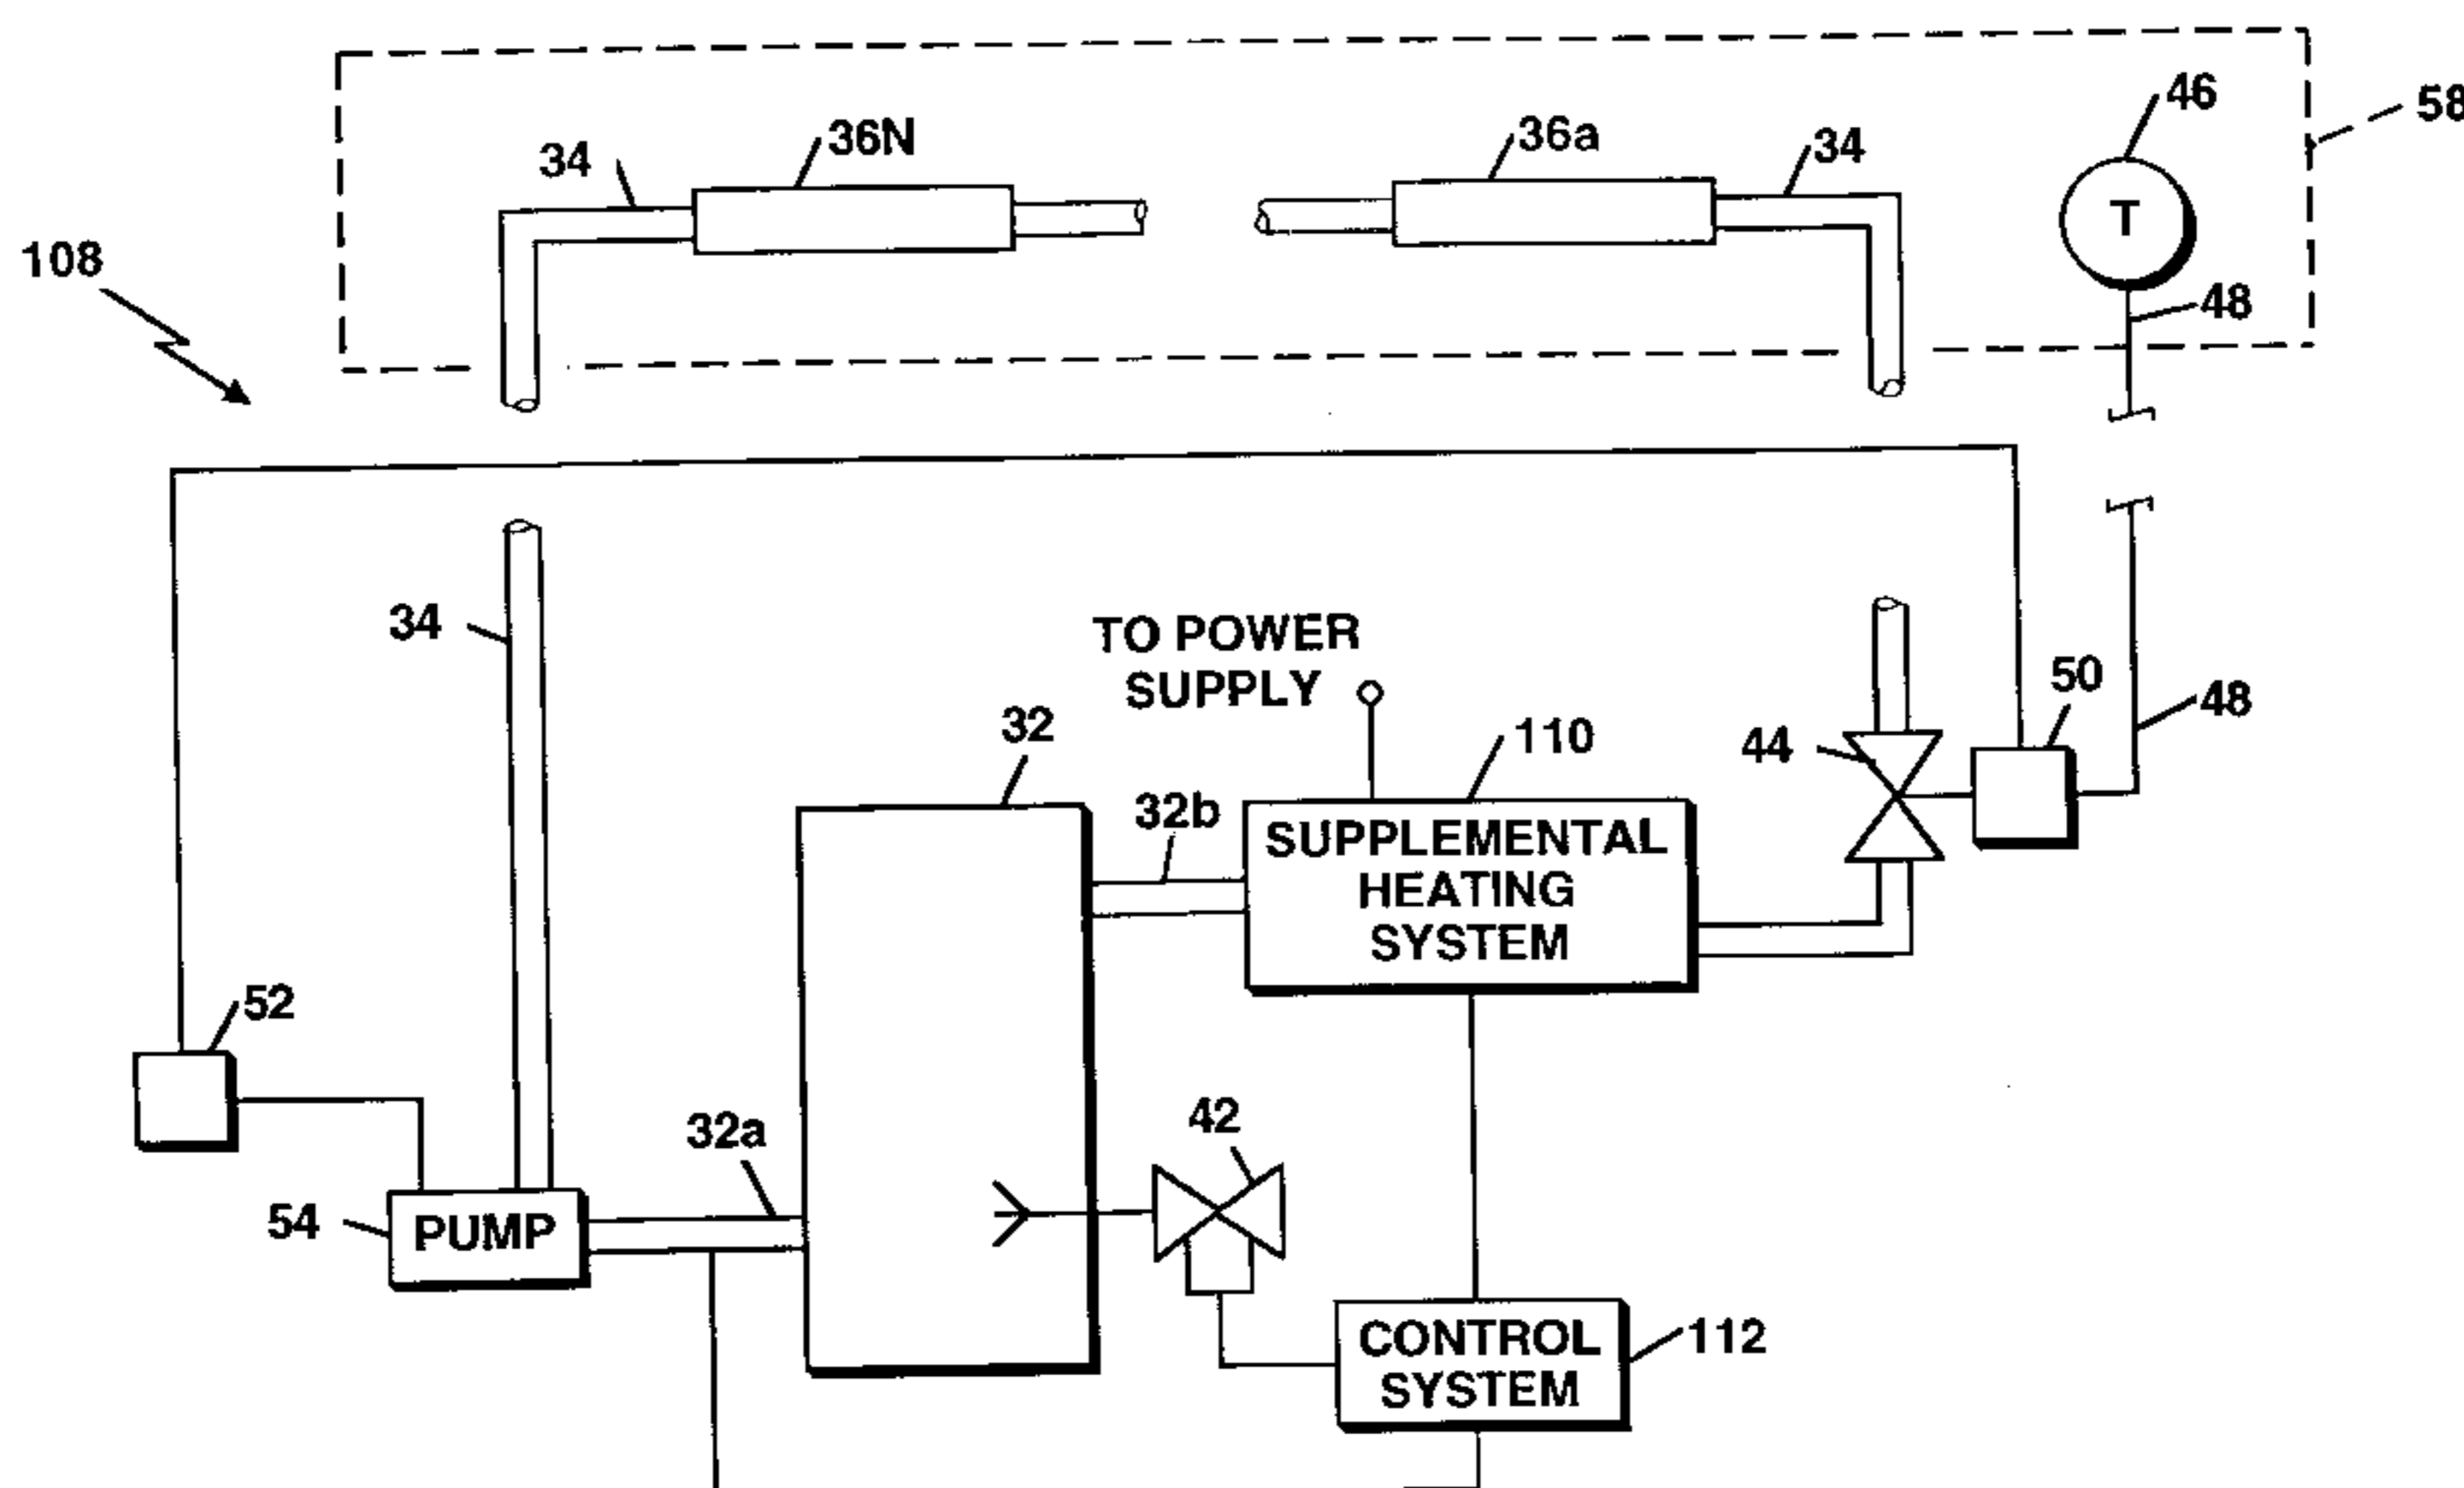 46
58
36N
36a
34
34
T
108
48
34
TO POWER
SUPPLY
50
48
32
110
44
32b
SUPPLEMENTAL
HEATING
SYSTEM
52
42
32a
54
PUMP
CONTROL
SYSTEM
112